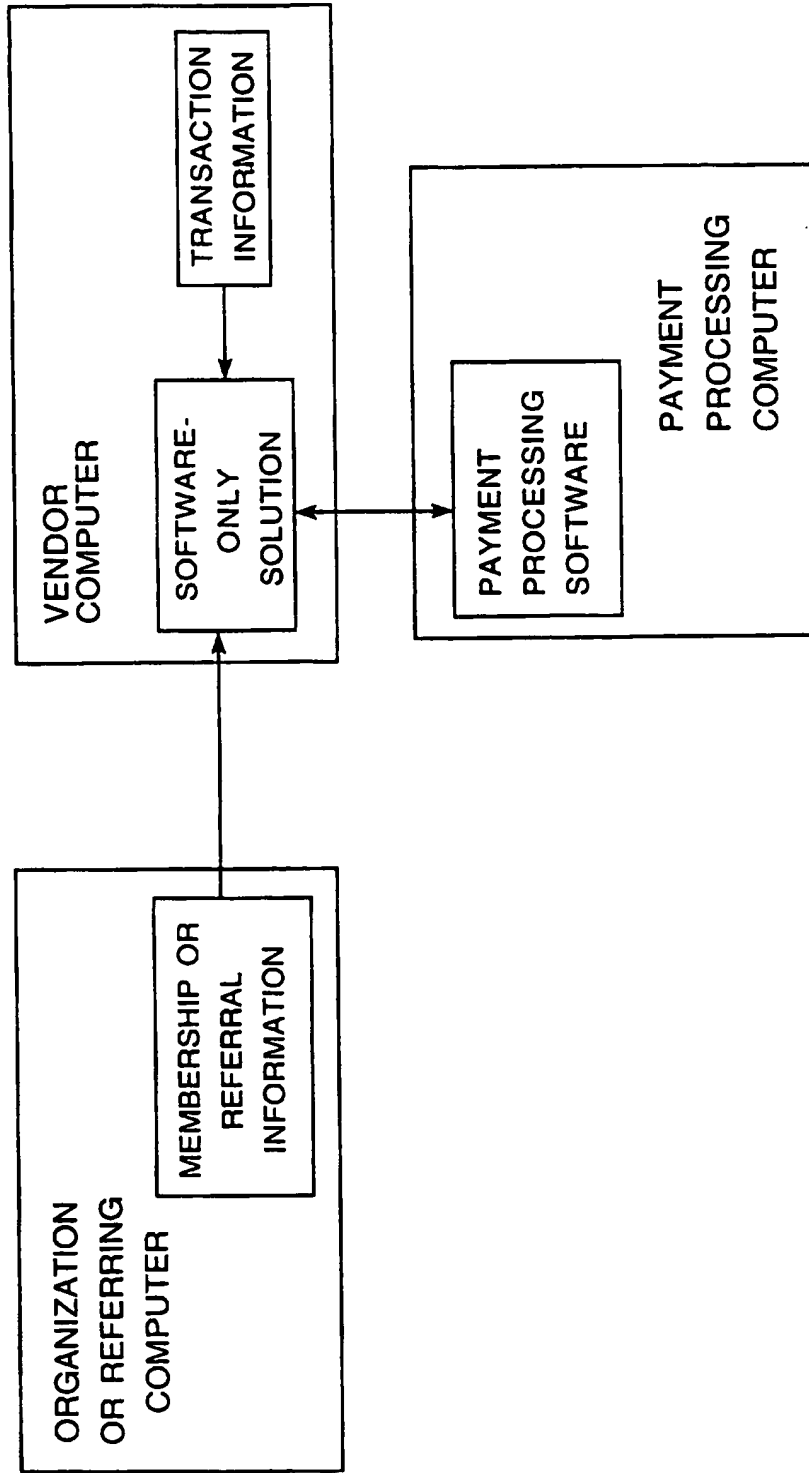 ORGANIZATION
OR REFERRING
COMPUTER
MEMBERSHIP OR
REFERRAL
INFORMATION
VENDOR
COMPUTER
SOFTWARE-
ONLY
SOLUTION
TRANSACTION
INFORMATION
PAYMENT
PROCESSING
SOFTWARE
PAYMENT
PROCESSING
COMPUTER